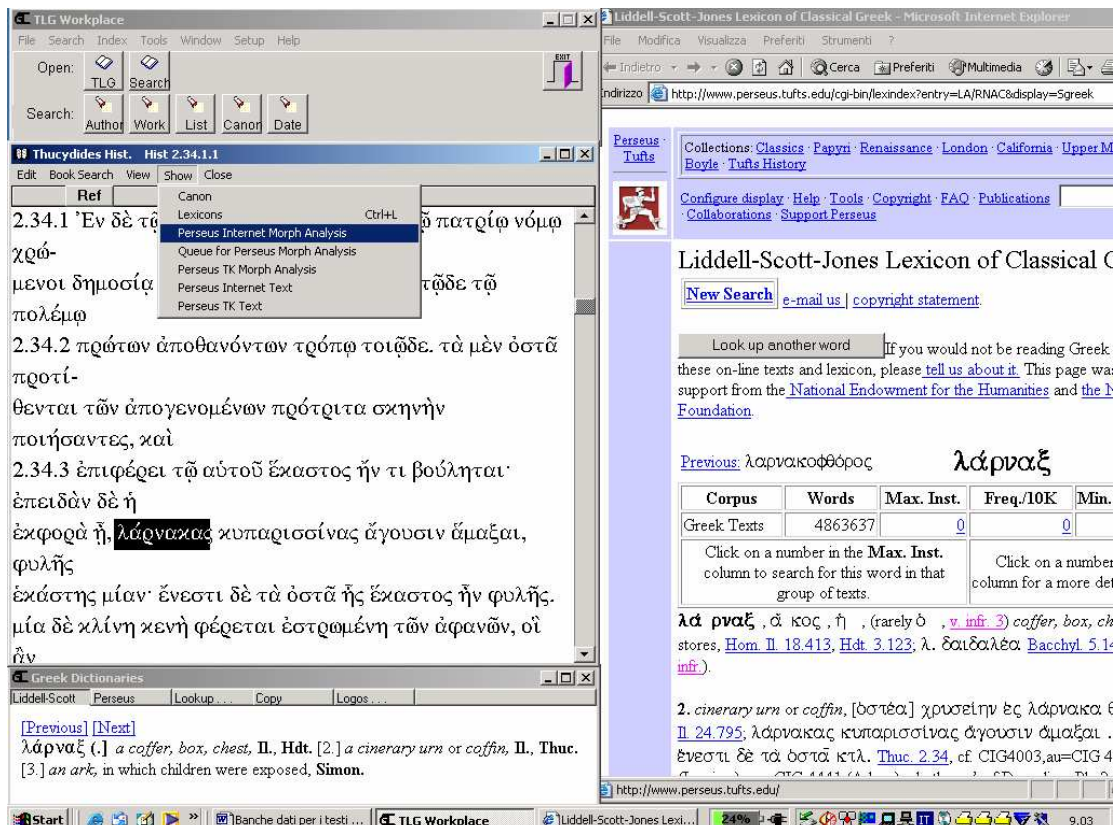 TLG Workplace
File Search Index Tools Window Setup Help
Open:
TLG Search
EXIT
Search:
Author Work List Canon Date
Thucydides Hist. Hist 2.34.1.1
Edit Book Search View Show Close
Ref
Canon
Lexicons Ctrl+L
Perseus Internet Morph Analysis
Queue for Perseus Morph Analysis
Perseus TK Morph Analysis
Perseus Internet Text
Perseus TK Text
2.34.1 Ἐν δὲ τῷ πατρίῳ νόμῳ
χρώ-
μενοι δημοσίᾳ τῷδε τῷ
πολέμῳ
2.34.2 πρώτων ἀποθανόντων τρόπῳ τοιῷδε. τὰ μὲν ὀστᾶ
προτί-
θενται τῶν ἀπογενομένων πρότριτα σκηνὴν
ποιήσαντες, καὶ
2.34.3 ἐπιφέρει τῷ αὑτοῦ ἕκαστος ἤν τι βούληται·
ἐπειδὰν δὲ ἡ
ἐκφορὰ ᾖ, λάρνακας κυπαρισσίνας ἄγουσιν ἅμαξαι,
φυλῆς
ἑκάστης μίαν· ἔνεστι δὲ τὰ ὀστᾶ ἧς ἕκαστος ἦν φυλῆς.
μία δὲ κλίνη κενὴ φέρεται ἐστρωμένη τῶν ἀφανῶν, οἳ
ἂν
Greek Dictionaries
Liddell-Scott Perseus Lookup . . . Copy Logos . . .
[Previous] [Next]
λάρναξ (.] a coffer, box, chest, Il., Hdt. [2.] a cinerary urn or coffin, Il., Thuc.
[3.] an ark, in which children were exposed, Simon.
Liddell-Scott-Jones Lexicon of Classical Greek - Microsoft Internet Explorer
File Modifica Visualizza Preferiti Strumenti ?
Indietro Cerca Preferiti Multimedia
Indirizzo http://www.perseus.tufts.edu/cgi-bin/lexindex?entry=LA/RNAC&display=Sgreek
Perseus ·
Tufts
Collections: Classics · Papyri · Renaissance · London · California · Upper M
Boyle · Tufts History
Configure display · Help · Tools · Copyright · FAQ · Publications
· Collaborations · Support Perseus
Liddell-Scott-Jones Lexicon of Classical G
New Search e-mail us | copyright statement.
Look up another word If you would not be reading Greek
these on-line texts and lexicon, please tell us about it. This page was
support from the National Endowment for the Humanities and the N
Foundation.
Previous: λαρνακοφθόρος λάρναξ
Corpus Words Max. Inst. Freq./10K Min.
Greek Texts 4863637 0 0
Click on a number in the Max. Inst.
column to search for this word in that
group of texts.
Click on a number
column for a more det
λά ρναξ , ᾰ κος , ἡ , (rarely ὁ , v. infr. 3) coffer, box, ch
stores, Hom. Il. 18.413, Hdt. 3.123; λ. δαιδαλέα Bacchyl. 5.14
infr.).
2. cinerary urn or coffin, [ὀστέα] χρυσείην ἐς λάρνακα θ
Il. 24.795; λάρνακας κυπαρισσίνας ἄγουσιν ἅμαξαι .
ἔνεστι δὲ τὰ ὀστᾶ κτλ. Thuc. 2.34, cf. CIG4003,au=CIG 4
http://www.perseus.tufts.edu/
Start Banche dati per i testi ... TLG Workplace Liddell-Scott-Jones Lexi... 24% IT 9.03